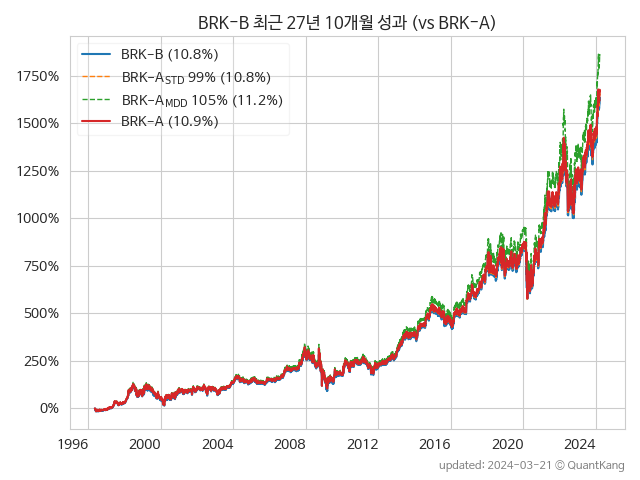 BRK-B 최근 27년 10개월 성과 (vs BRK-A)
BRK-B (10.8%)
BRK-A_STD 99% (10.8%)
BRK-A_MDD 105% (11.2%)
BRK-A (10.9%)
1750%
1500%
1250%
1000%
750%
500%
250%
0%
1996 2000 2004 2008 2012 2016 2020 2024
updated: 2024-03-21 © QuantKang